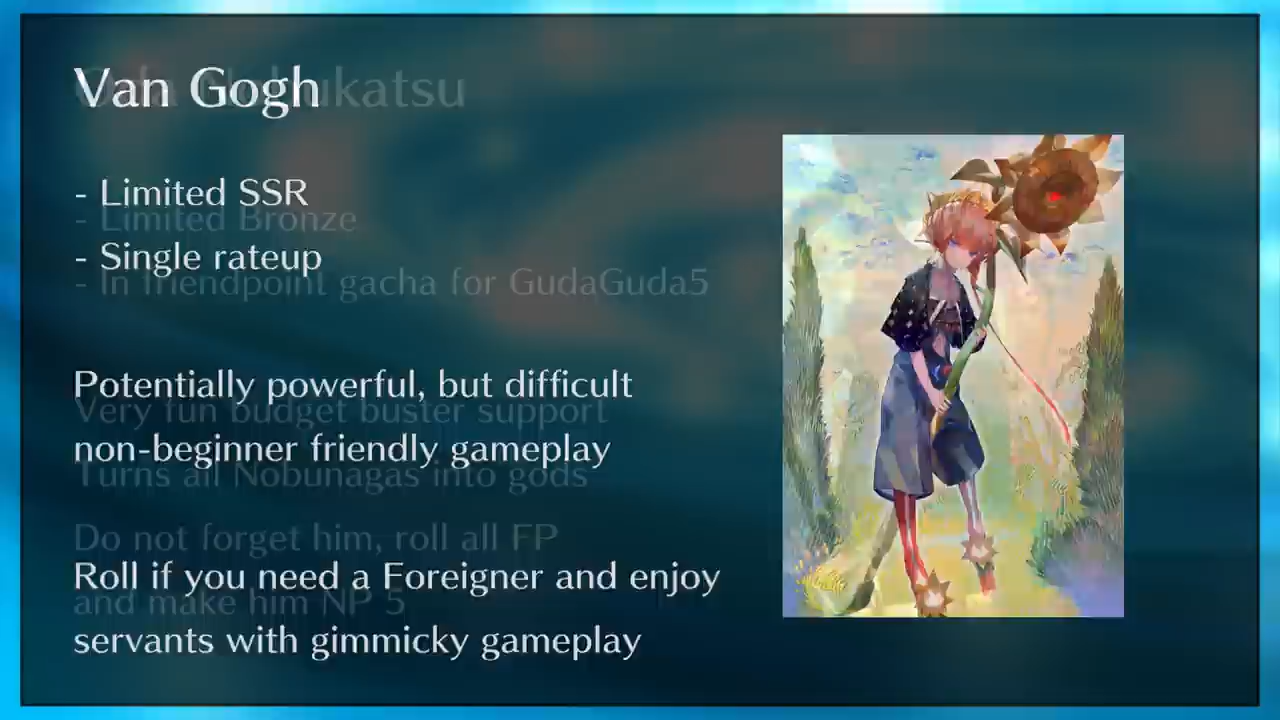 Van Gogh
Oda Nobukatsu
- Limited SSR
- Limited Bronze
- Single rateup
- In friendpoint gacha for GudaGuda5
Potentially powerful, but difficult
Very fun budget buster support
non-beginner friendly gameplay
Turns all Nobunagas into gods
Do not forget him, roll all FP
Roll if you need a Foreigner and enjoy
and make him NP 5
servants with gimmicky gameplay